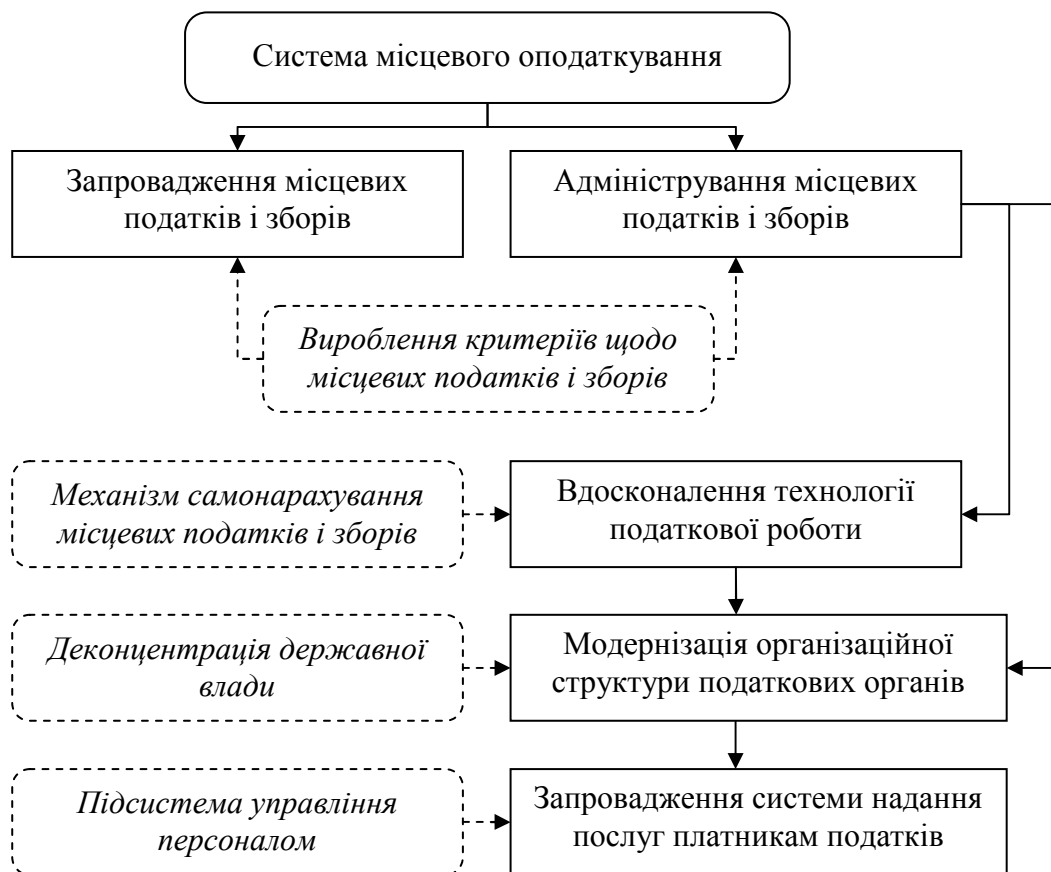 Система місцевого оподаткування
Запровадження місцевих
податків і зборів
Адміністрування місцевих
податків і зборів
Вироблення критеріїв щодо
місцевих податків і зборів
Механізм самонарахування
місцевих податків і зборів
Вдосконалення технології
податкової роботи
Деконцентрація державної
влади
Модернізація організаційної
структури податкових органів
Підсистема управління
персоналом
Запровадження системи надання
послуг платникам податків